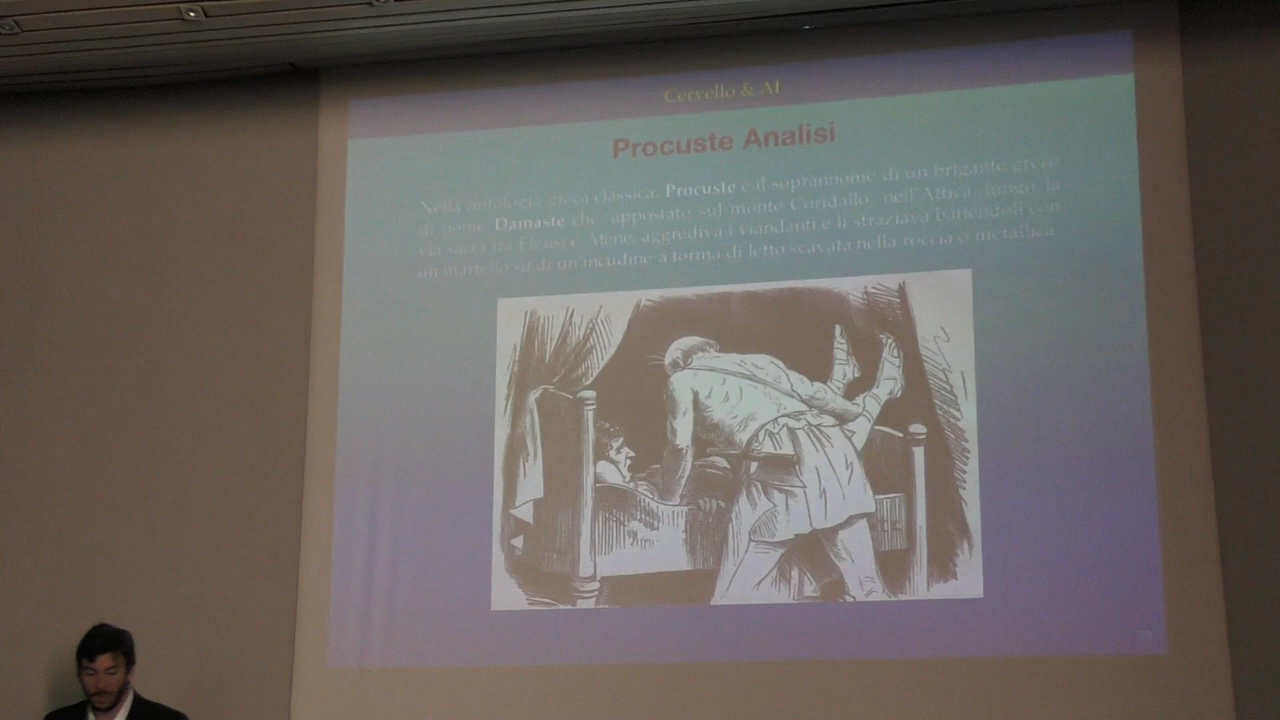 Cervello & AI
Procuste Analisi
Nella mitologia greca classica, Procuste è il soprannome di un brigante greco
di nome Damaste che, appostato sul monte Coridallo, nell'Attica, lungo la
via sacra tra Eleusi e Atene, aggrediva i viandanti e li straziava battendoli con
un martello su di un incudine a forma di letto scavata nella roccia o metallica.